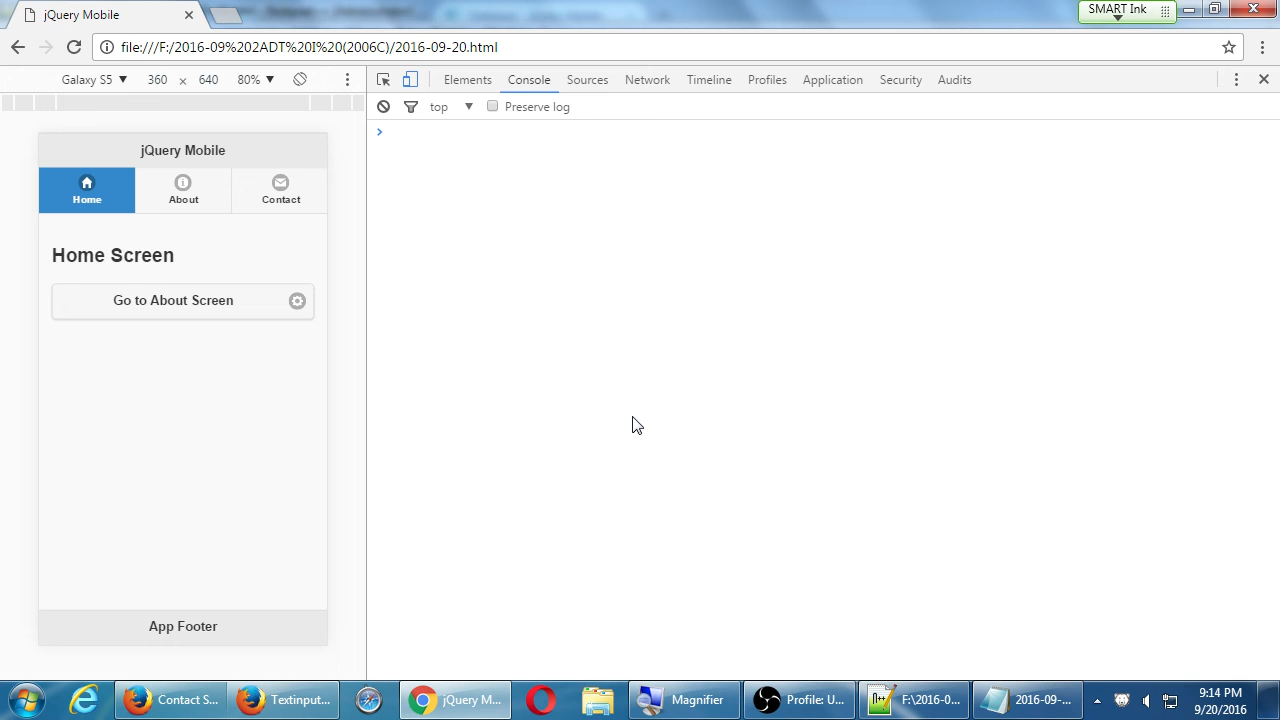 jQuery Mobile
SMART Ink
file:///F:/2016-09%202ADT%20I%20(2006C)/2016-09-20.html
Galaxy S5 360 × 640 80%
Elements Console Sources Network Timeline Profiles Application Security Audits
top Preserve log
jQuery Mobile
Home About Contact
Home Screen
Go to About Screen
App Footer
Contact S... Textinput... jQuery M... Magnifier Profile: U... F:\2016-0... 2016-09-... 9:14 PM
9/20/2016